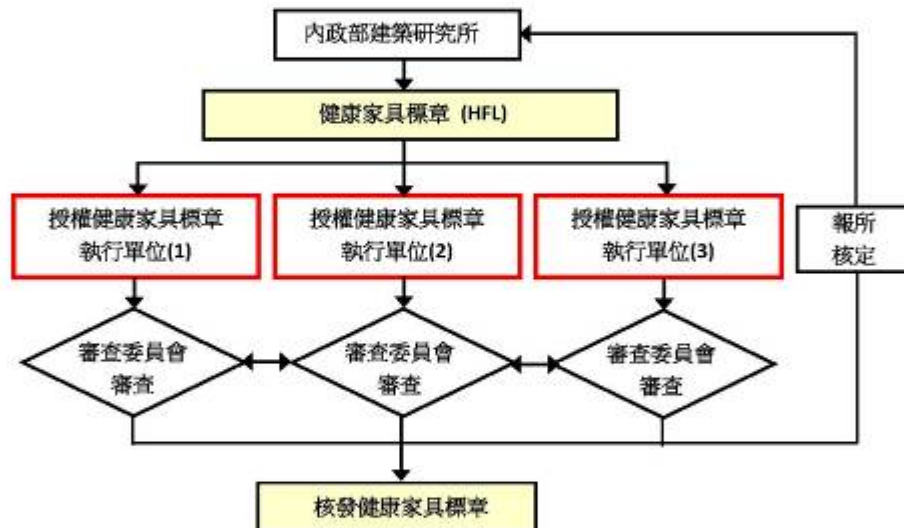 內政部建築研究所
健康家具標章 (HFL)
授權健康家具標章
執行單位(1)
授權健康家具標章
執行單位(2)
授權健康家具標章
執行單位(3)
報所
核定
審查委員會
審查
審查委員會
審查
審查委員會
審查
核發健康家具標章